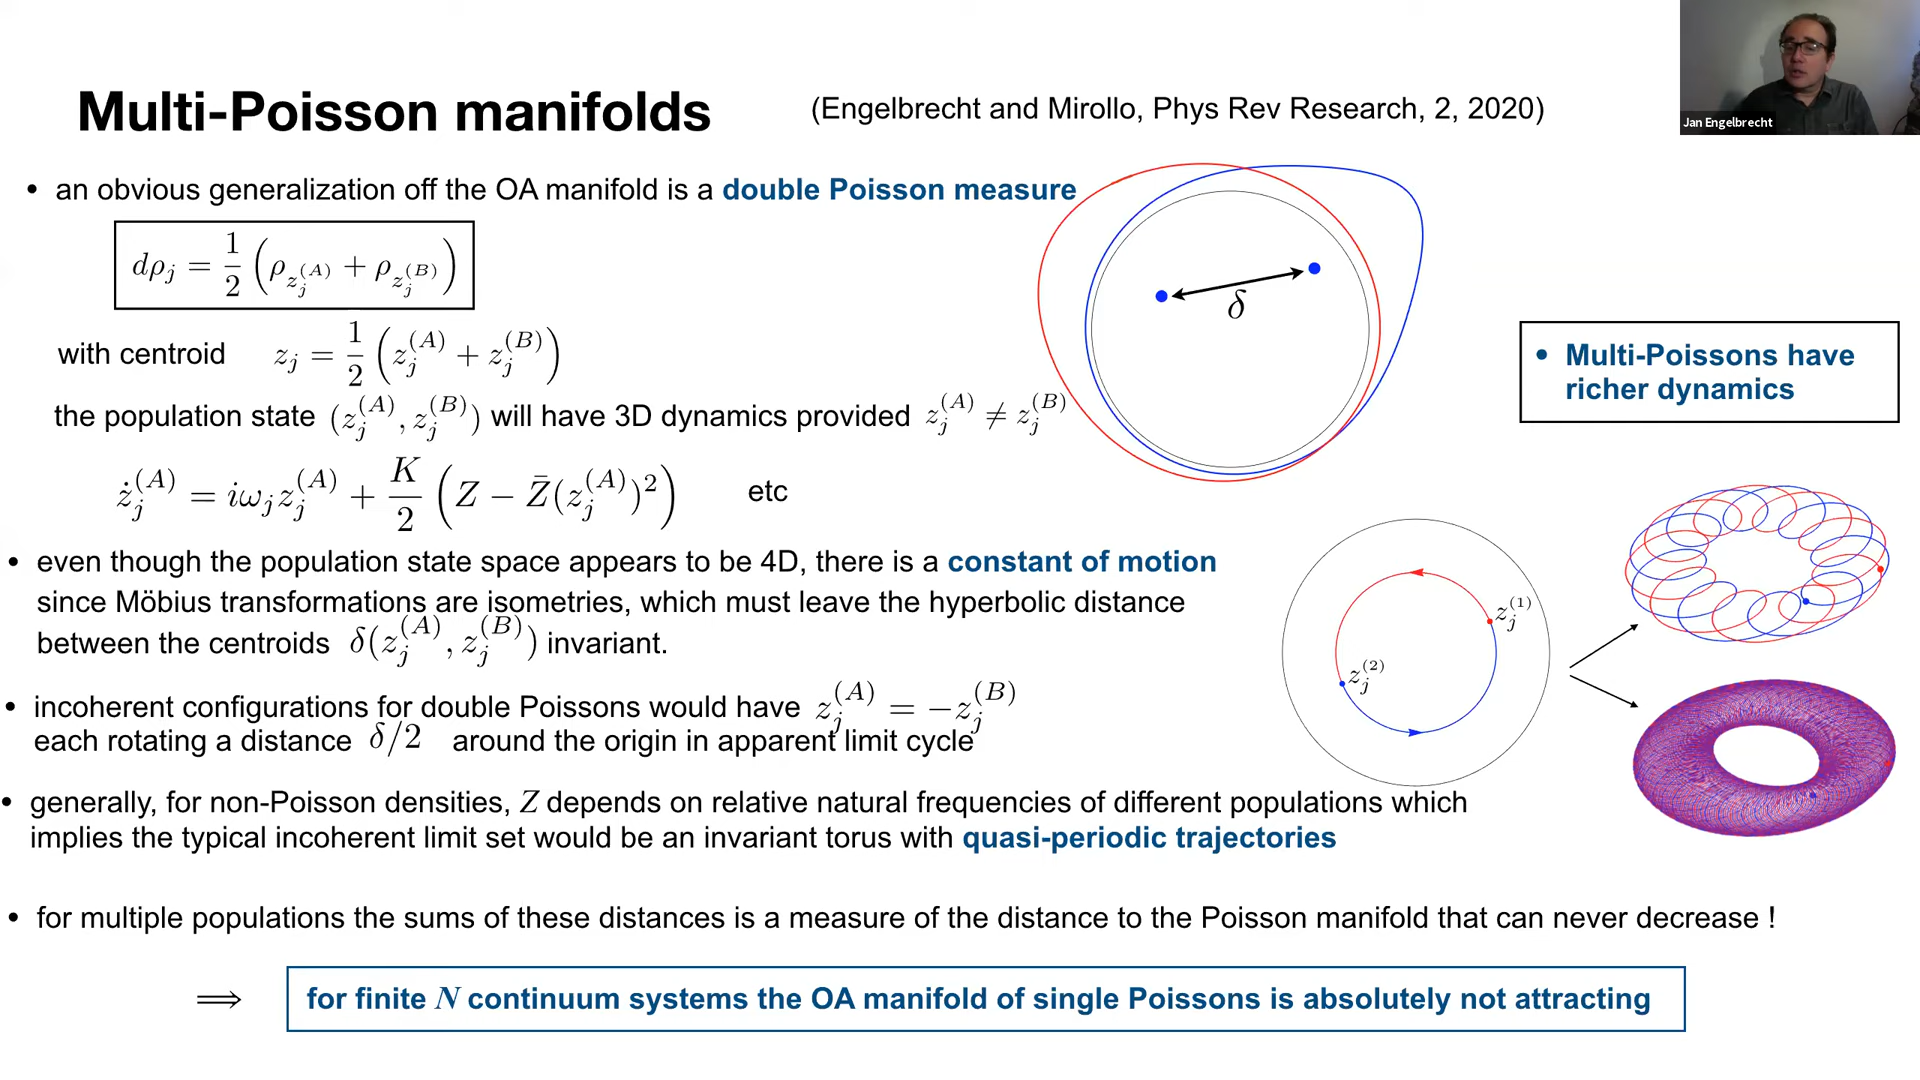 Multi-Poisson manifolds
(Engelbrecht and Mirollo, Phys Rev Research, 2, 2020)
Jan Engelbrecht
• an obvious generalization off the OA manifold is a double Poisson measure
dρ_j = 1/2 (ρ_{z_j^{(A)}} + ρ_{z_j^{(B)}})
δ
with centroid z_j = 1/2 (z_j^{(A)} + z_j^{(B)})
the population state (z_j^{(A)}, z_j^{(B)}) will have 3D dynamics provided z_j^{(A)} ≠ z_j^{(B)}
ż_j^{(A)} = iω_j z_j^{(A)} + K/2 (Z − Z̄(z_j^{(A)})²) etc
• Multi-Poissons have
richer dynamics
• even though the population state space appears to be 4D, there is a constant of motion
since Möbius transformations are isometries, which must leave the hyperbolic distance
between the centroids δ(z_j^{(A)}, z_j^{(B)}) invariant.
z_j^{(1)}
z_j^{(2)}
• incoherent configurations for double Poissons would have z_j^{(A)} = −z_j^{(B)}
each rotating a distance δ/2 around the origin in apparent limit cycle
• generally, for non-Poisson densities, Z depends on relative natural frequencies of different populations which
implies the typical incoherent limit set would be an invariant torus with quasi-periodic trajectories
• for multiple populations the sums of these distances is a measure of the distance to the Poisson manifold that can never decrease !
⟹ for finite N continuum systems the OA manifold of single Poissons is absolutely not attracting